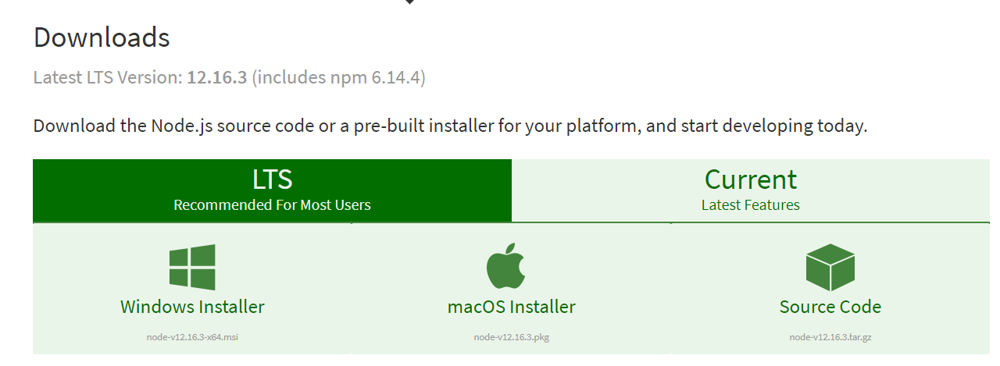 Downloads
Latest LTS Version: 12.16.3 (includes npm 6.14.4)
Download the Node.js source code or a pre-built installer for your platform, and start developing today.
LTS
Recommended For Most Users
Current
Latest Features
Windows Installer
node-v12.16.3-x64.msi
macOS Installer
node-v12.16.3.pkg
Source Code
node-v12.16.3.tar.gz